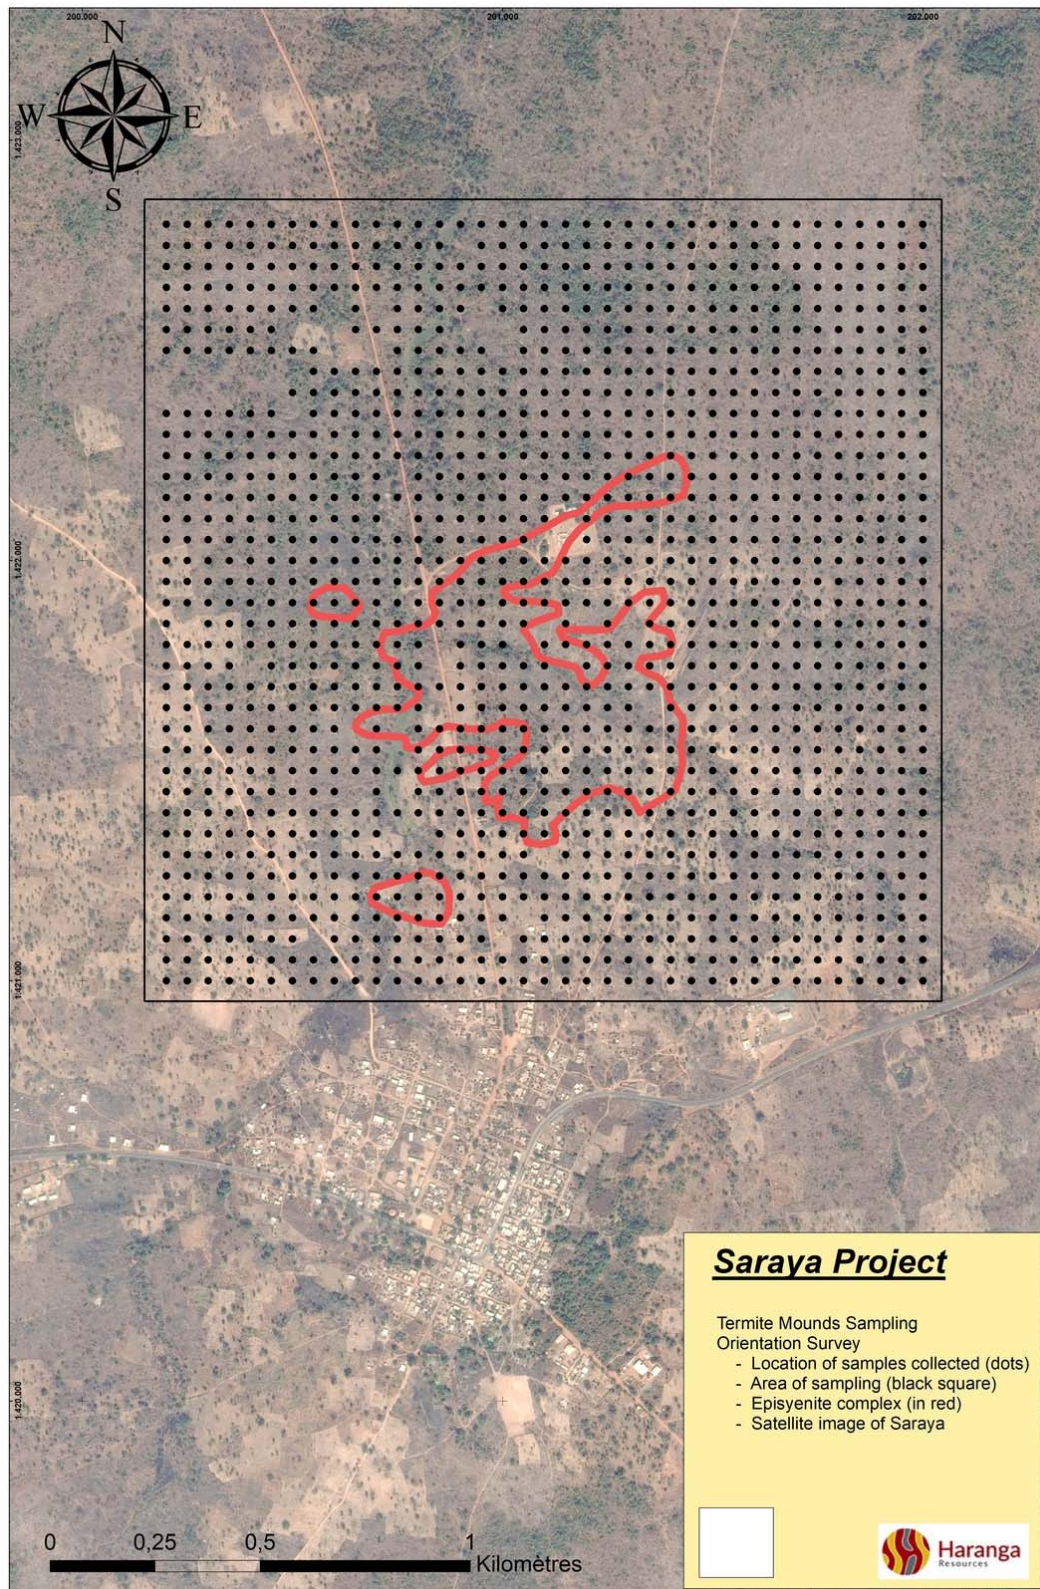 200.000
201.000
202.000
N
W
E
S
1.423.000
1.422.000
1.421.000
1.420.000
Saraya Project
Termite Mounds Sampling
Orientation Survey
- Location of samples collected (dots)
- Area of sampling (black square)
- Episyenite complex (in red)
- Satellite image of Saraya
0 0,25 0,5 1
Kilomètres
Haranga
Resources